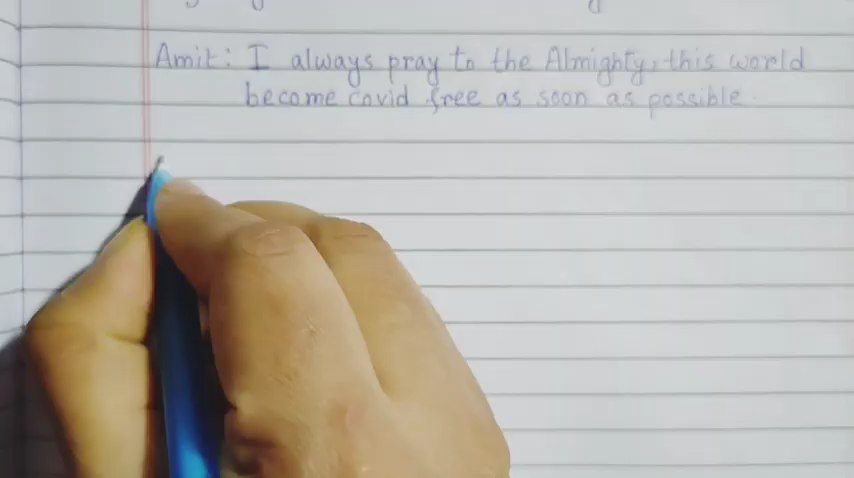 Amit: I always pray to the Almighty, this world
become covid free as soon as possible.